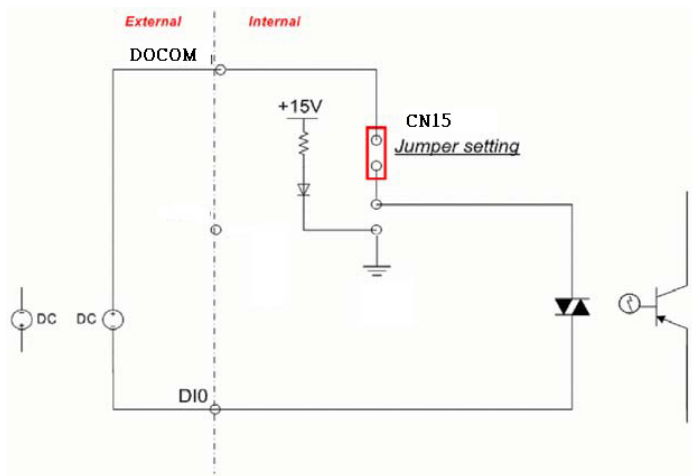 External Internal
DOCOM
+15V
CN15
Jumper setting
DC DC
DI0